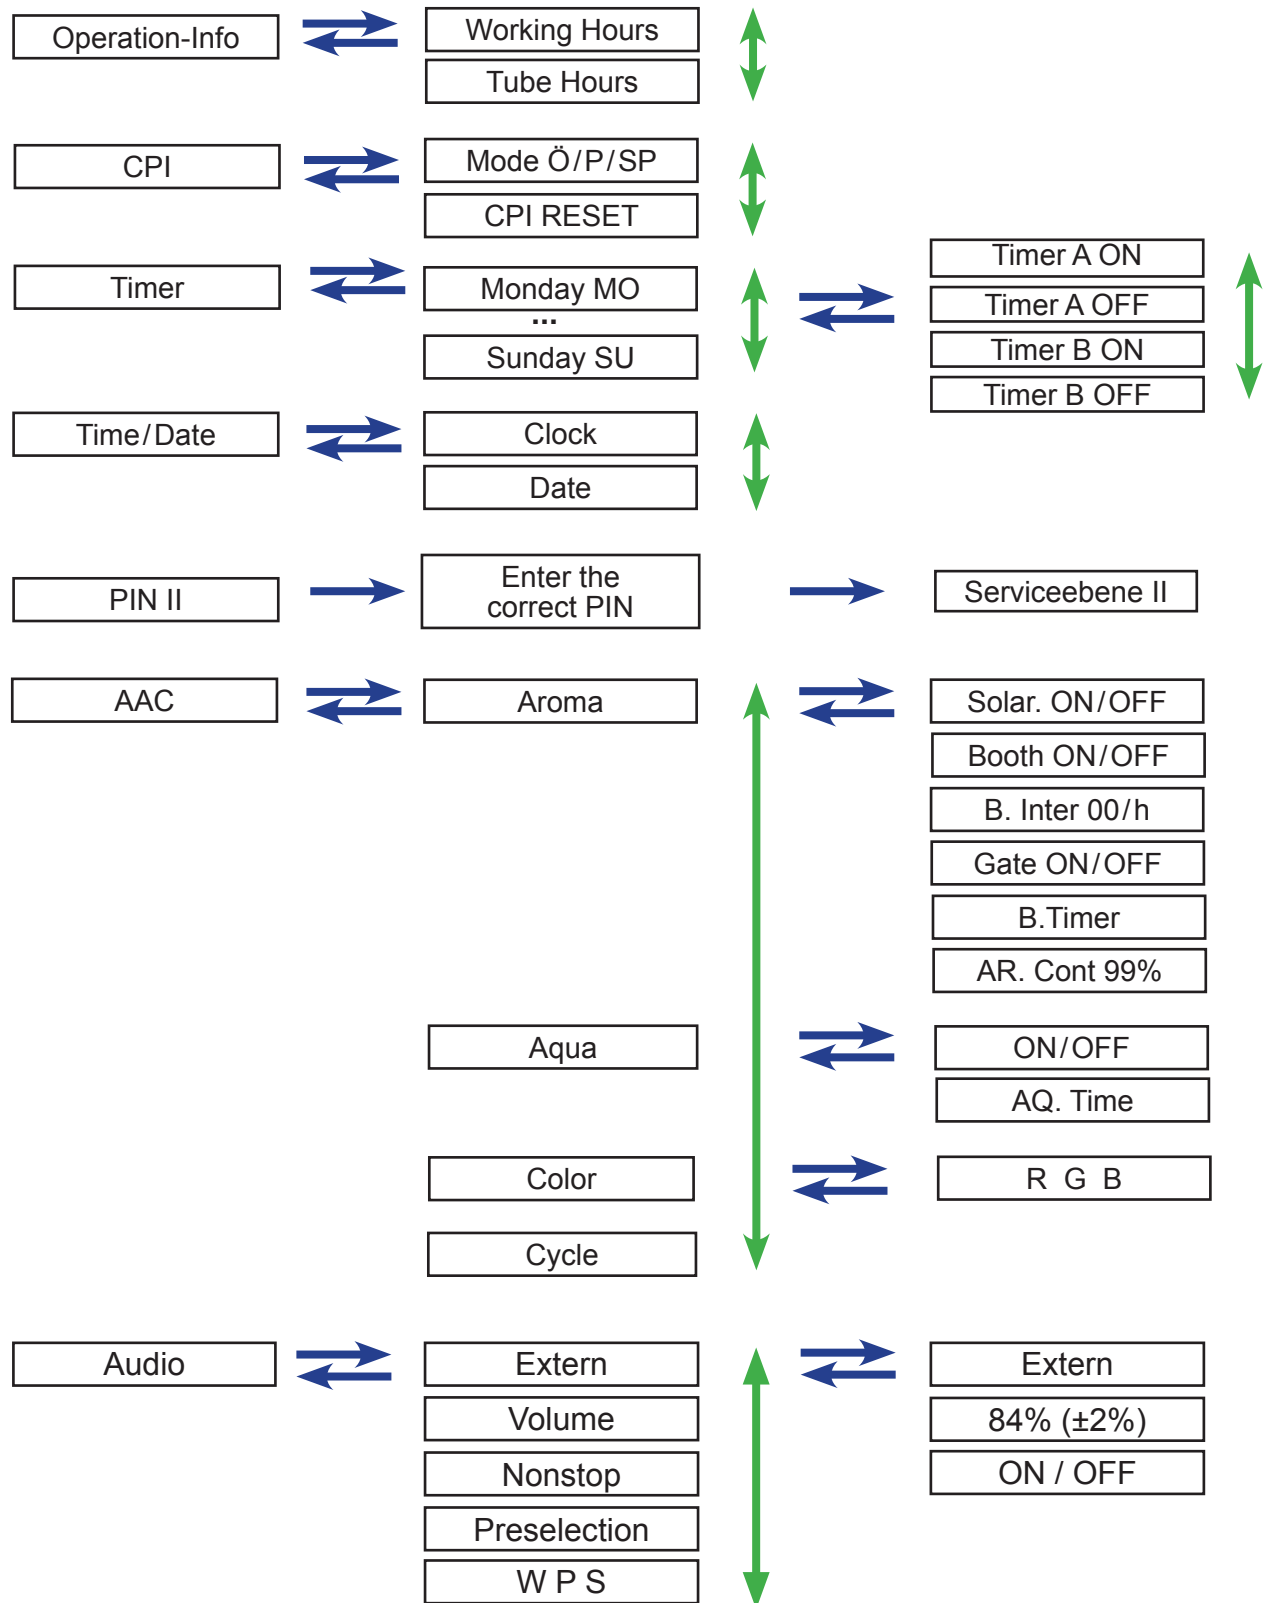 Operation-Info
Working Hours
Tube Hours
CPI
Mode Ö/P/SP
CPI RESET
Timer
Monday MO
...
Sunday SU
Timer A ON
Timer A OFF
Timer B ON
Timer B OFF
Time/Date
Clock
Date
PIN II
Enter the
correct PIN
Serviceebene II
AAC
Aroma
Solar. ON/OFF
Booth ON/OFF
B. Inter 00/h
Gate ON/OFF
B.Timer
AR. Cont 99%
Aqua
ON/OFF
AQ. Time
Color
R G B
Cycle
Audio
Extern
Extern
Volume
84% (±2%)
Nonstop
ON / OFF
Preselection
W P S